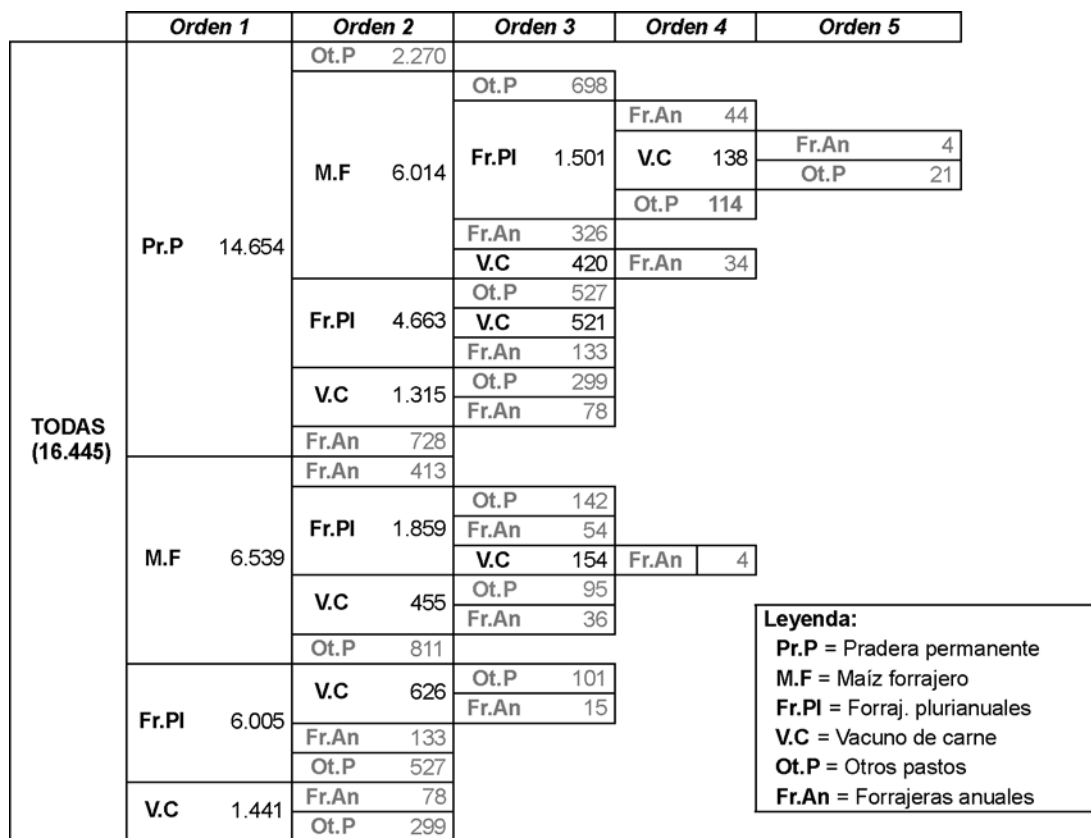 Orden 1 Orden 2 Orden 3 Orden 4 Orden 5
Ot.P 2.270
Ot.P 698
Fr.An 44
Fr.An 4
Fr.Pl 1.501 V.C 138
M.F 6.014
Ot.P 21
Ot.P 114
Fr.An 326
Pr.P 14.654
V.C 420 Fr.An 34
Ot.P 527
Fr.Pl 4.663 V.C 521
Fr.An 133
Ot.P 299
V.C 1.315
Fr.An 78
TODAS
(16.445)
Fr.An 728
Fr.An 413
Ot.P 142
Fr.Pl 1.859 Fr.An 54
M.F 6.539
V.C 154 Fr.An 4
Ot.P 95
V.C 455
Fr.An 36
Ot.P 811
Ot.P 101
V.C 626
Fr.An 15
Fr.Pl 6.005
Fr.An 133
Ot.P 527
Fr.An 78
V.C 1.441
Ot.P 299
Leyenda:
Pr.P = Pradera permanente
M.F = Maíz forrajero
Fr.Pl = Forraj. plurianuales
V.C = Vacuno de carne
Ot.P = Otros pastos
Fr.An = Forrajeras anuales